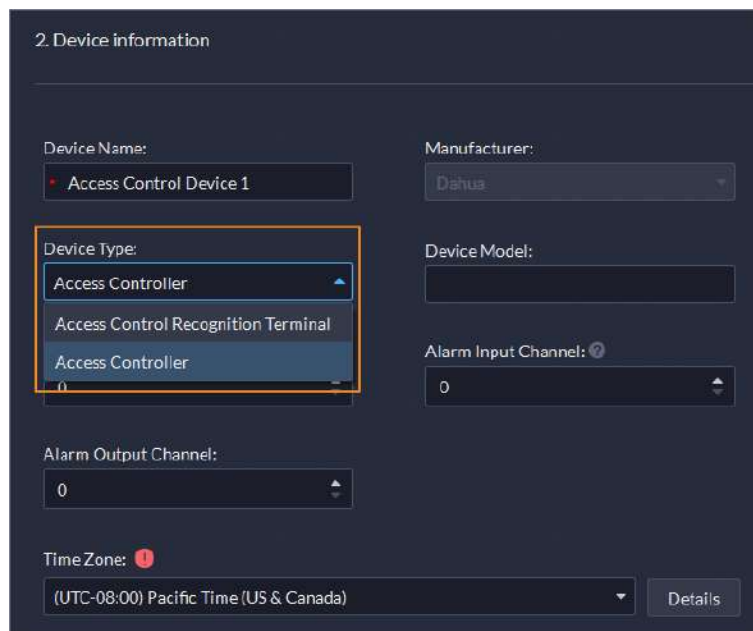 2. Device information
Device Name:
Manufacturer:
* Access Control Device 1
Dahua
Device Type:
Device Model:
Access Controller
Access Control Recognition Terminal
Access Controller
Alarm Input Channel:
0
0
Alarm Output Channel:
0
Time Zone:
(UTC-08:00) Pacific Time (US & Canada)
Details